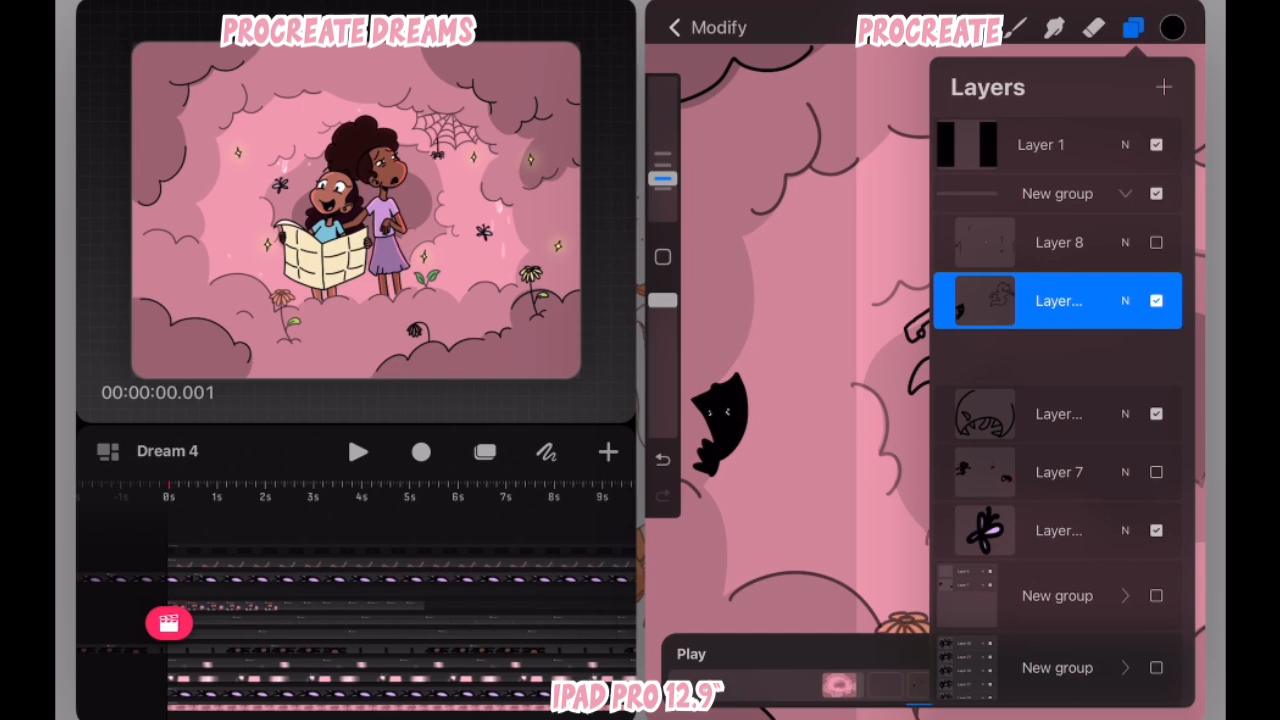 PROCREATE DREAMS
00:00:00.001
Dream 4
-1s 0s 1s 2s 3s 4s 5s 6s 7s 8s 9s
Modify
PROCREATE
Layers
Layer 1 N
New group
Layer 8 N
Layer... N
Layer... N
Layer 7 N
Layer... N
New group
New group
Play
IPAD PRO 12.9"